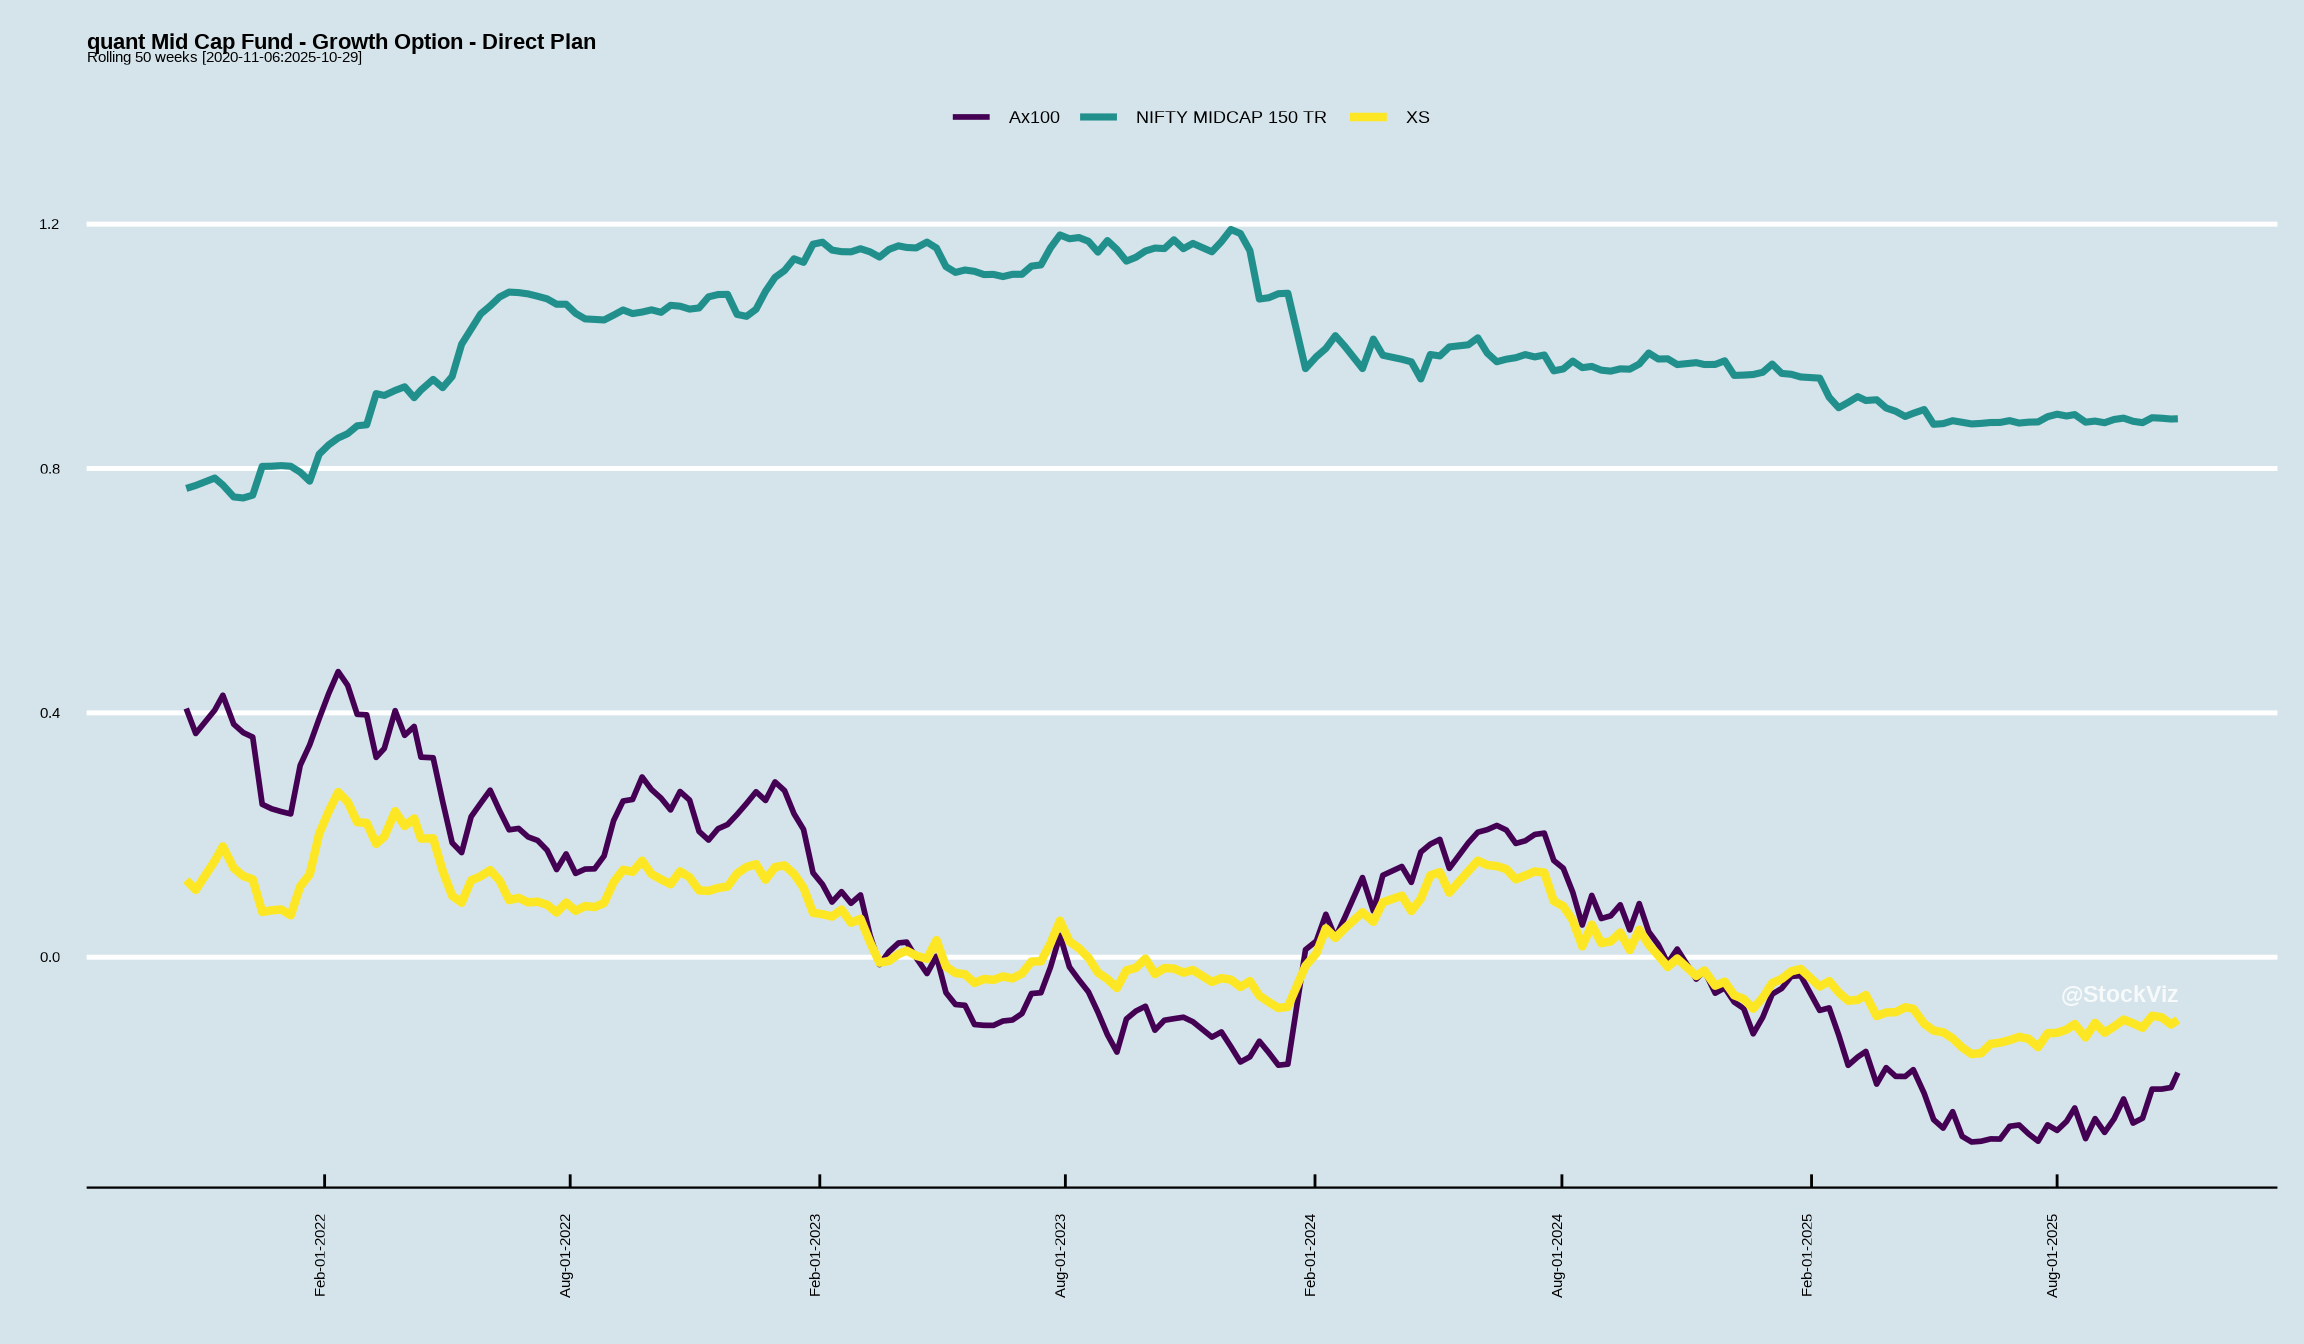 quant Mid Cap Fund - Growth Option - Direct Plan
Rolling 50 weeks [2020-11-06:2025-10-29]
Ax100 NIFTY MIDCAP 150 TR XS
1.2
0.8
0.4
0.0
@StockViz
Feb-01-2022
Aug-01-2022
Feb-01-2023
Aug-01-2023
Feb-01-2024
Aug-01-2024
Feb-01-2025
Aug-01-2025